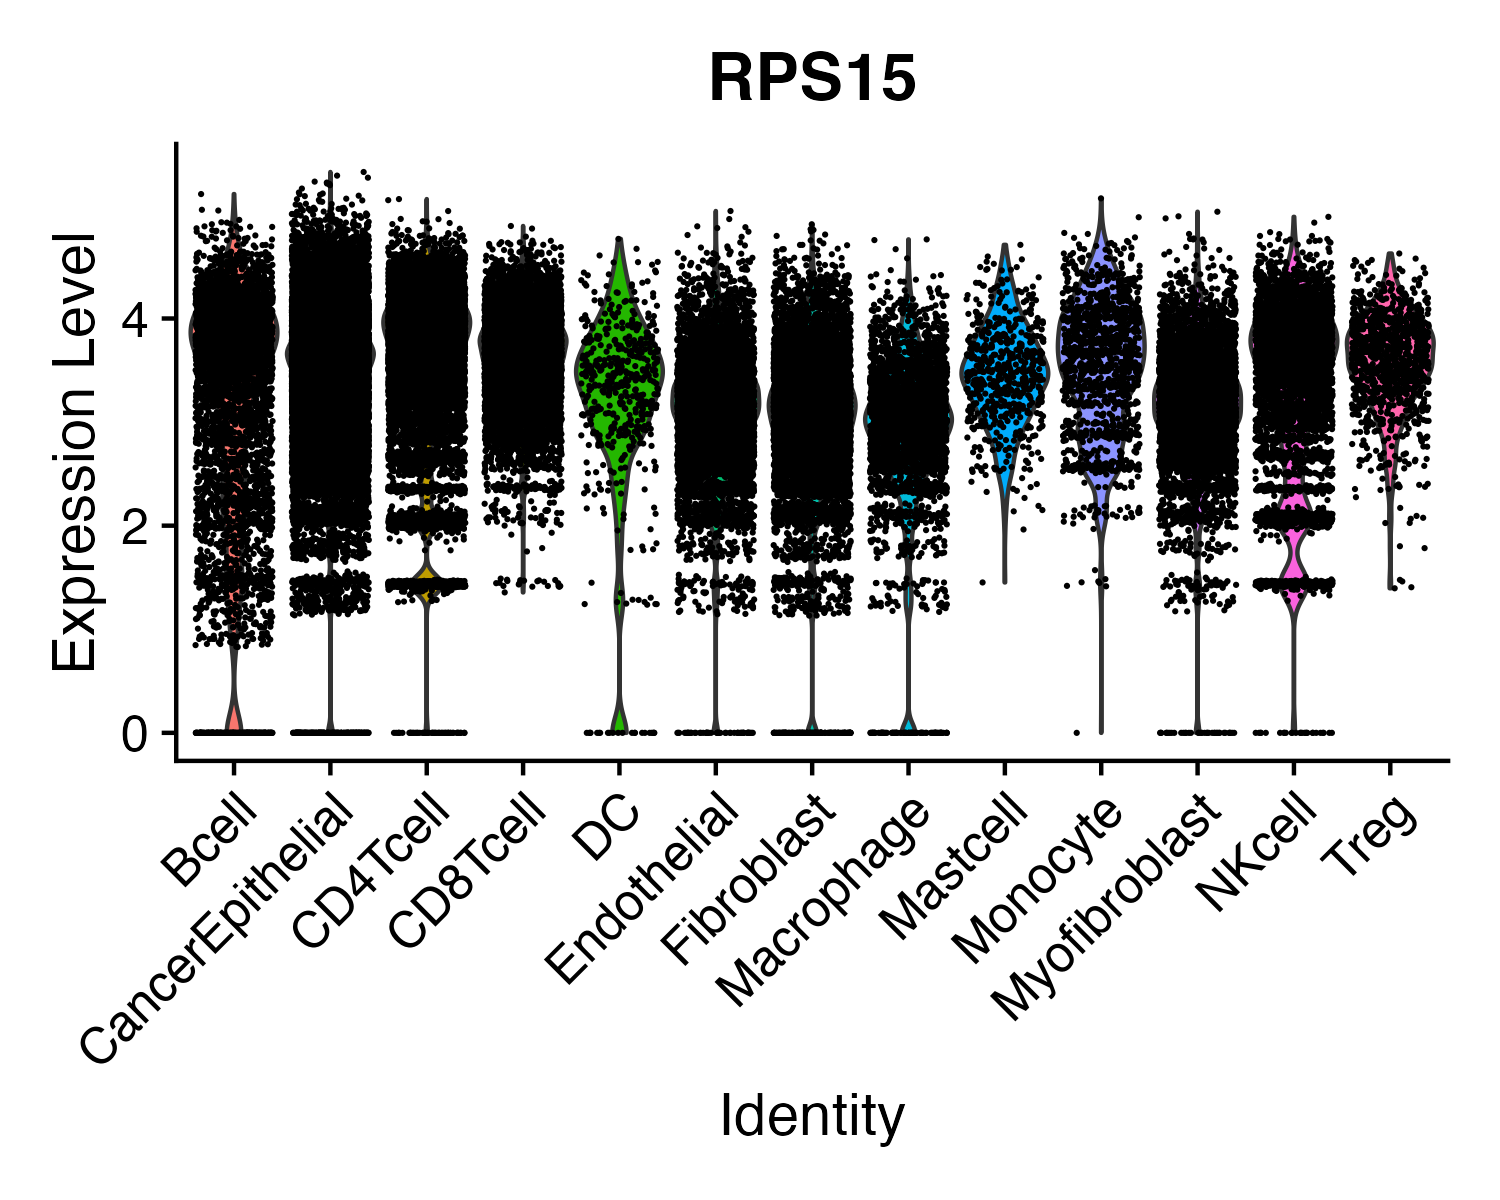 RPS15
Expression Level
4
2
0
Bcell
CancerEpithelial
CD4Tcell
CD8Tcell
DC
Endothelial
Fibroblast
Macrophage
Mastcell
Monocyte
Myofibroblast
NKcell
Treg
Identity